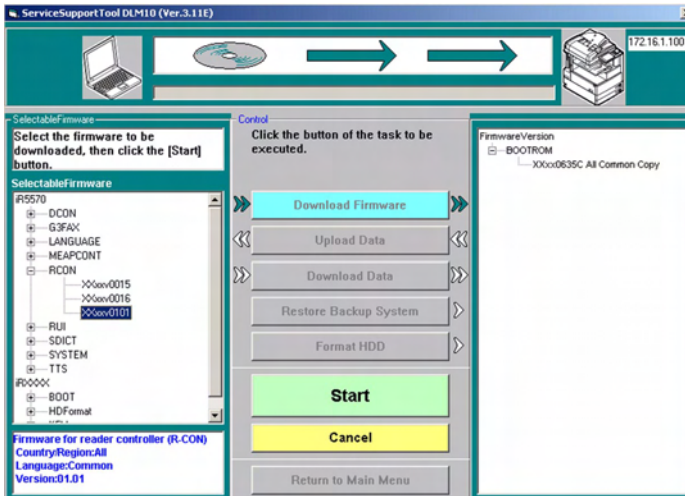 ServiceSupportTool DLM10 (Ver.3.11E)
172.16.1.100
SelectableFirmware
Select the firmware to be
downloaded, then click the [Start]
button.
SelectableFirmware
iR5570
DCON
G3FAX
LANGUAGE
MEAPCONT
RCON
XXxxv0015
XXxxv0016
XXxxv0101
RUI
SDICT
SYSTEM
TTS
iRXXXX
BOOT
HDFormat
Firmware for reader controller (R-CON)
Country/Region:All
Language:Common
Version:01.01
Control
Click the button of the task to be
executed.
Download Firmware
Upload Data
Download Data
Restore Backup System
Format HDD
Start
Cancel
Return to Main Menu
FirmwareVersion
BOOTROM
XXxx0635C All Common Copy